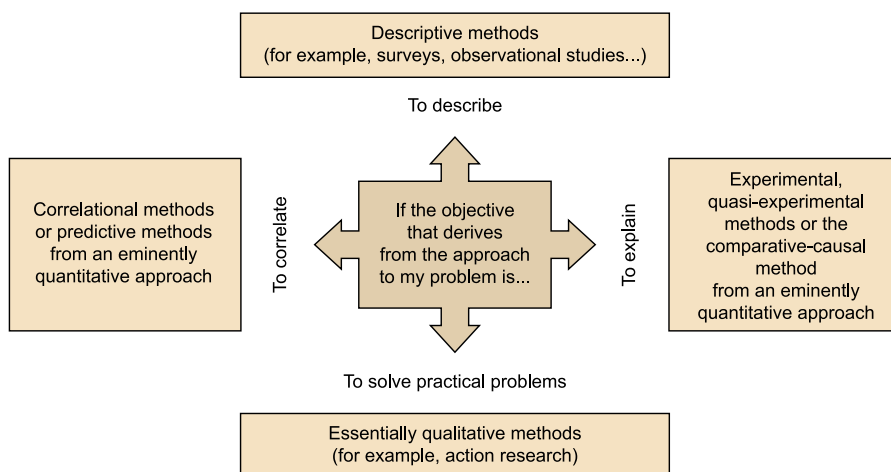 Descriptive methods
(for example, surveys, observational studies...)
To describe
Correlational methods
or predictive methods
from an eminently
quantitative approach
To correlate
If the objective
that derives
from the approach
to my problem is...
To explain
Experimental,
quasi-experimental
methods or the
comparative-causal
method
from an eminently
quantitative approach
To solve practical problems
Essentially qualitative methods
(for example, action research)